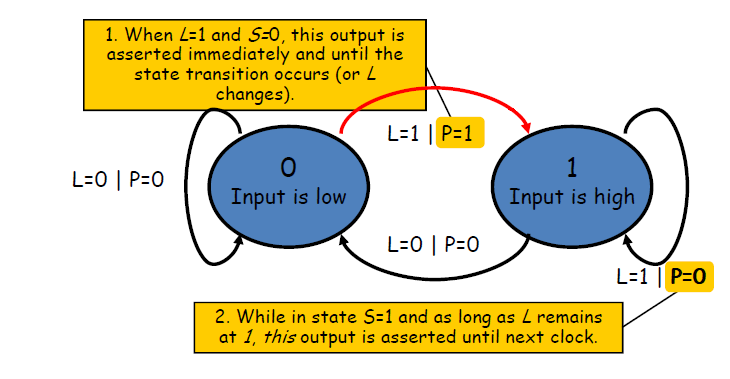 1. When L=1 and S=0, this output is
asserted immediately and until the
state transition occurs (or L
changes).
L=1 | P=1
L=0 | P=0
0
Input is low
1
Input is high
L=0 | P=0
L=1 | P=0
2. While in state S=1 and as long as L remains
at 1, this output is asserted until next clock.